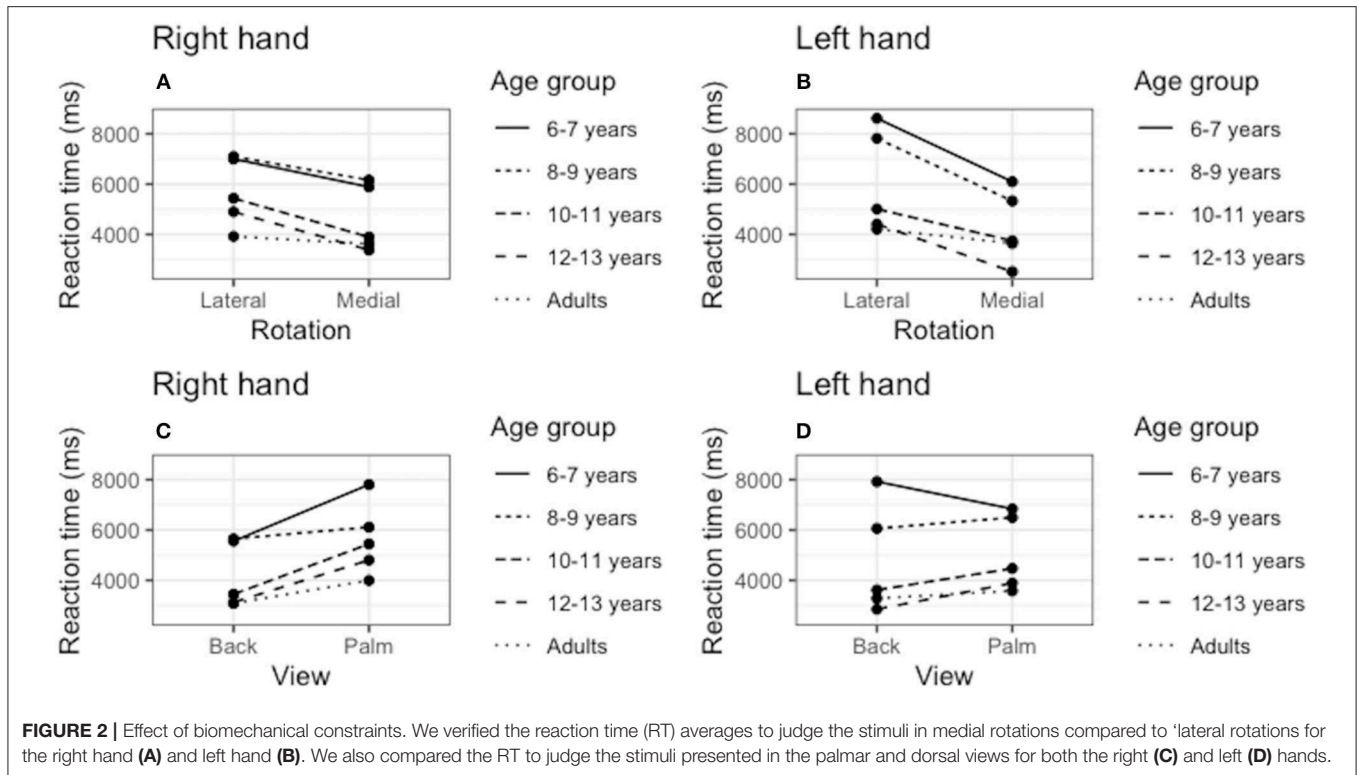 Right hand
A
Age group
Reaction time (ms)
8000
6000
4000
Lateral Medial
Rotation
6-7 years
8-9 years
10-11 years
12-13 years
Adults
Left hand
B
Age group
Reaction time (ms)
8000
6000
4000
Lateral Medial
Rotation
6-7 years
8-9 years
10-11 years
12-13 years
Adults
Right hand
C
Age group
Reaction time (ms)
8000
6000
4000
Back Palm
View
6-7 years
8-9 years
10-11 years
12-13 years
Adults
Left hand
D
Age group
Reaction time (ms)
8000
6000
4000
Back Palm
View
6-7 years
8-9 years
10-11 years
12-13 years
Adults
FIGURE 2 | Effect of biomechanical constraints. We verified the reaction time (RT) averages to judge the stimuli in medial rotations compared to ‘lateral rotations for
the right hand (A) and left hand (B). We also compared the RT to judge the stimuli presented in the palmar and dorsal views for both the right (C) and left (D) hands.